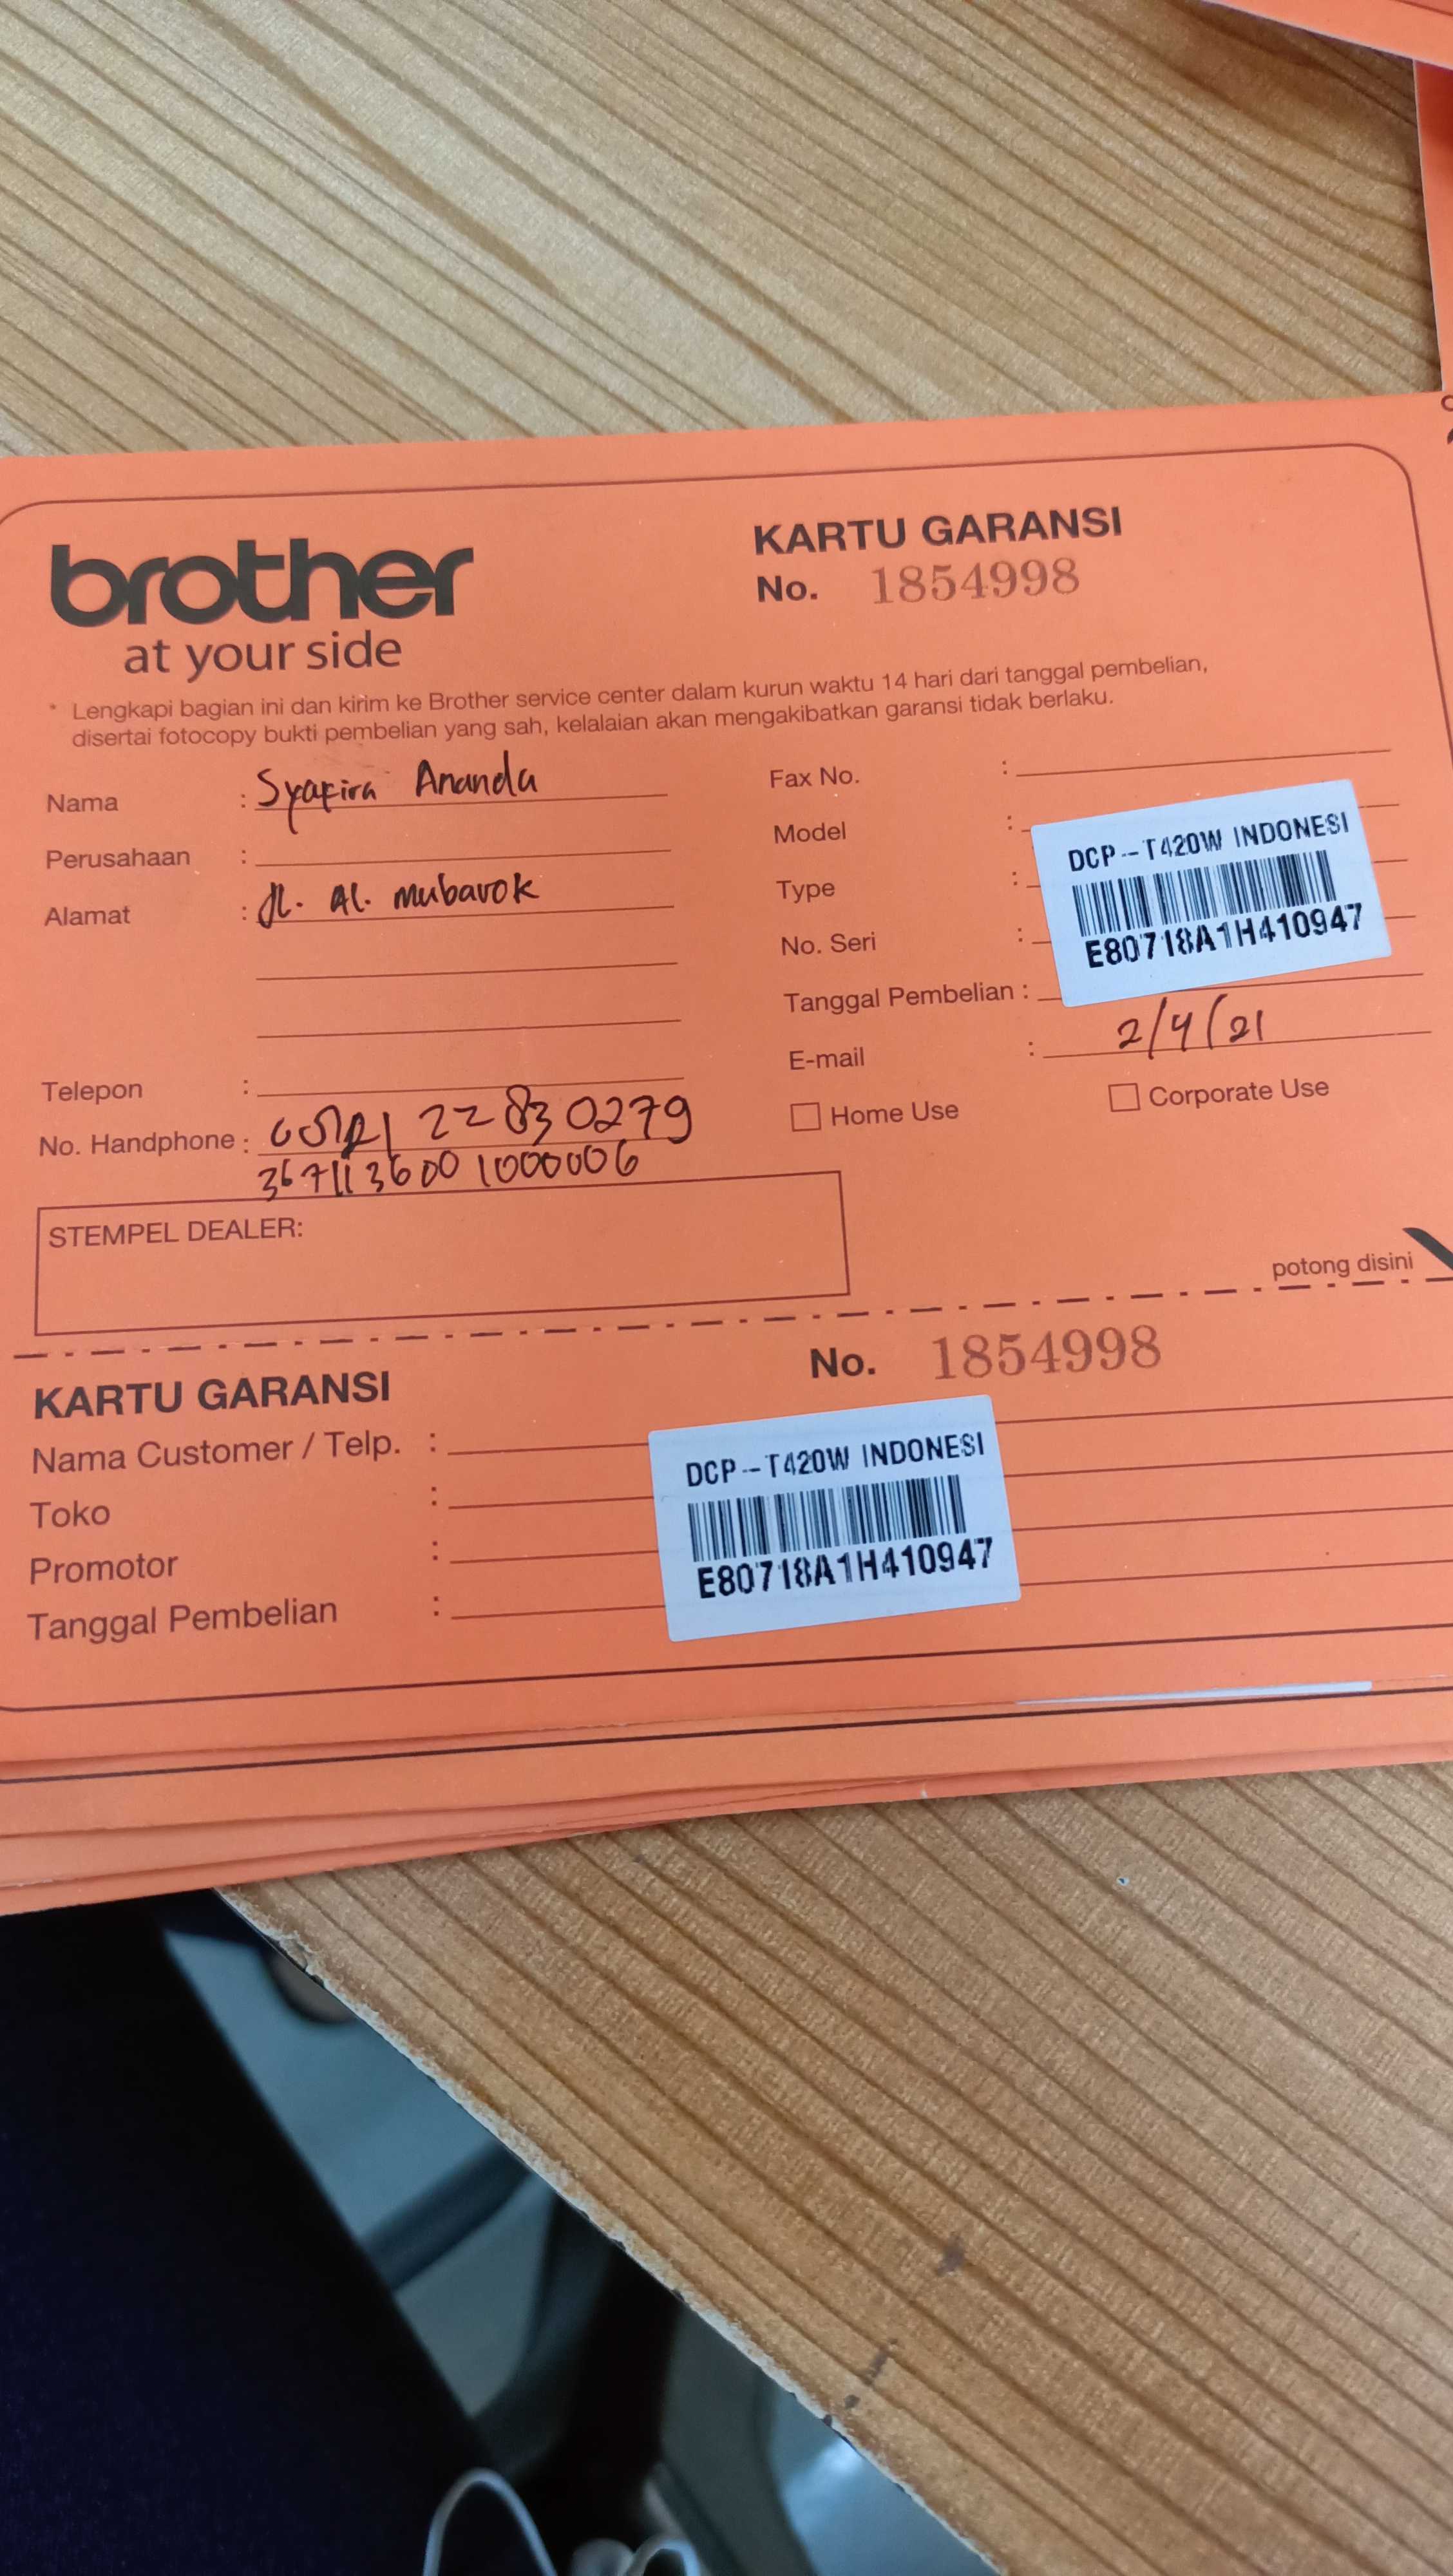 brother
at your side
KARTU GARANSI
No. 1854998
* Lengkapi bagian ini dan kirim ke Brother service center dalam kurun waktu 14 hari dari tanggal pembelian,
disertai fotocopy bukti pembelian yang sah, kelalaian akan mengakibatkan garansi tidak berlaku.
Nama : Syafira Ananda
Perusahaan :
Alamat : Jl. Al. Mubarok
Telepon :
No. Handphone : 22830279
3671136001000006
Fax No. :
Model :
Type :
No. Seri :
DCP-T420W INDONESI
E80718A1H410947
Tanggal Pembelian :
2/4/21
E-mail :
Home Use
Corporate Use
STEMPEL DEALER:
potong disini
KARTU GARANSI
No. 1854998
Nama Customer / Telp. :
Toko :
Promotor :
Tanggal Pembelian :
DCP-T420W INDONESI
E80718A1H410947